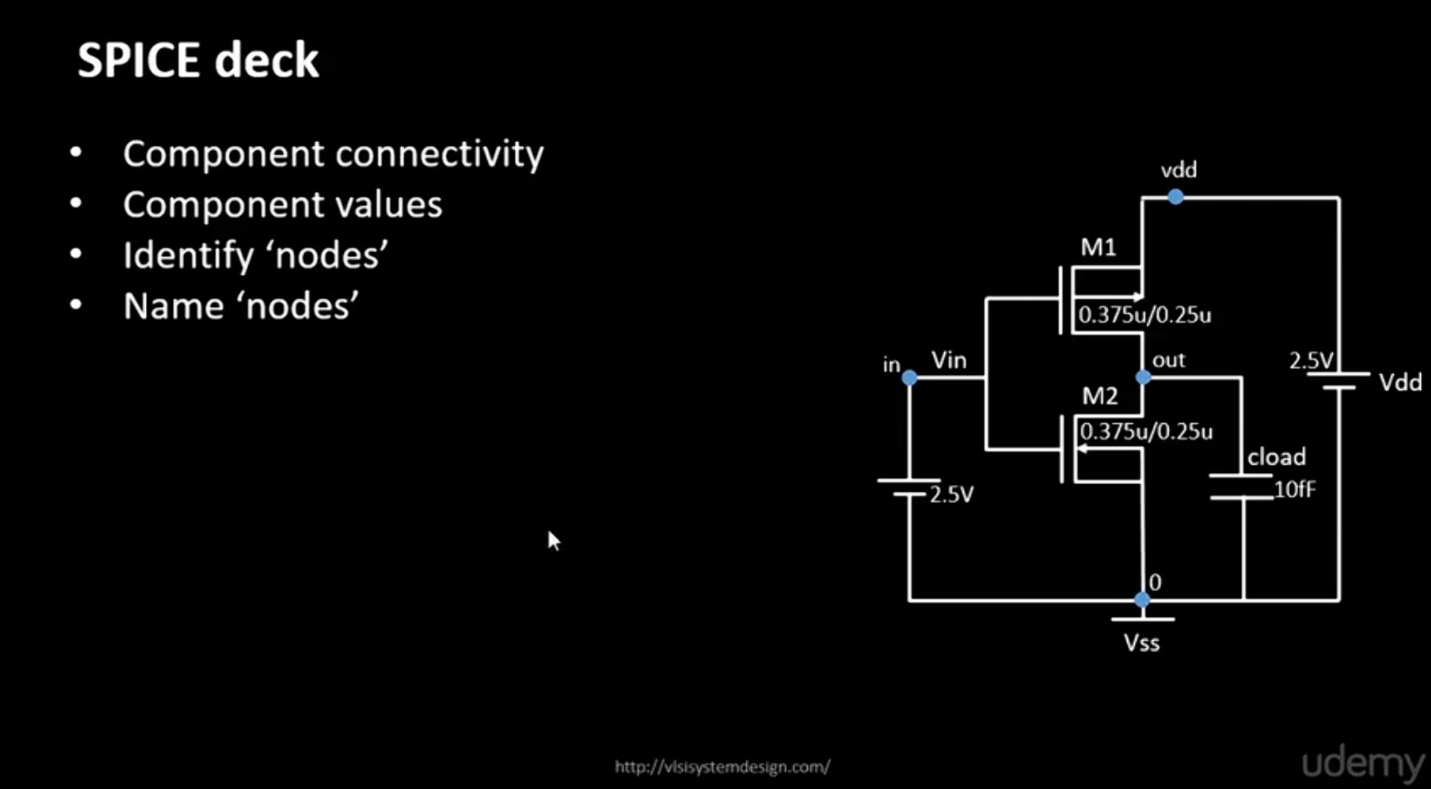 SPICE deck
• Component connectivity
• Component values
• Identify ‘nodes’
• Name ‘nodes’
vdd
M1
0.375u/0.25u
in
Vin
out
2.5V
Vdd
M2
0.375u/0.25u
cload
10fF
2.5V
0
Vss
http://vlsisystemdesign.com/
udemy